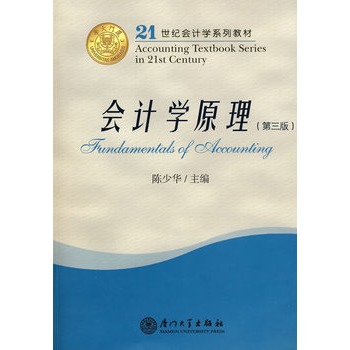 21世纪会计学系列教材
Accounting Textbook Series
in 21st Century
会计学原理(第三版)
Fundamentals of Accounting
陈少华/主编
厦门大学出版社
XIAMEN UNIVERSITY PRESS